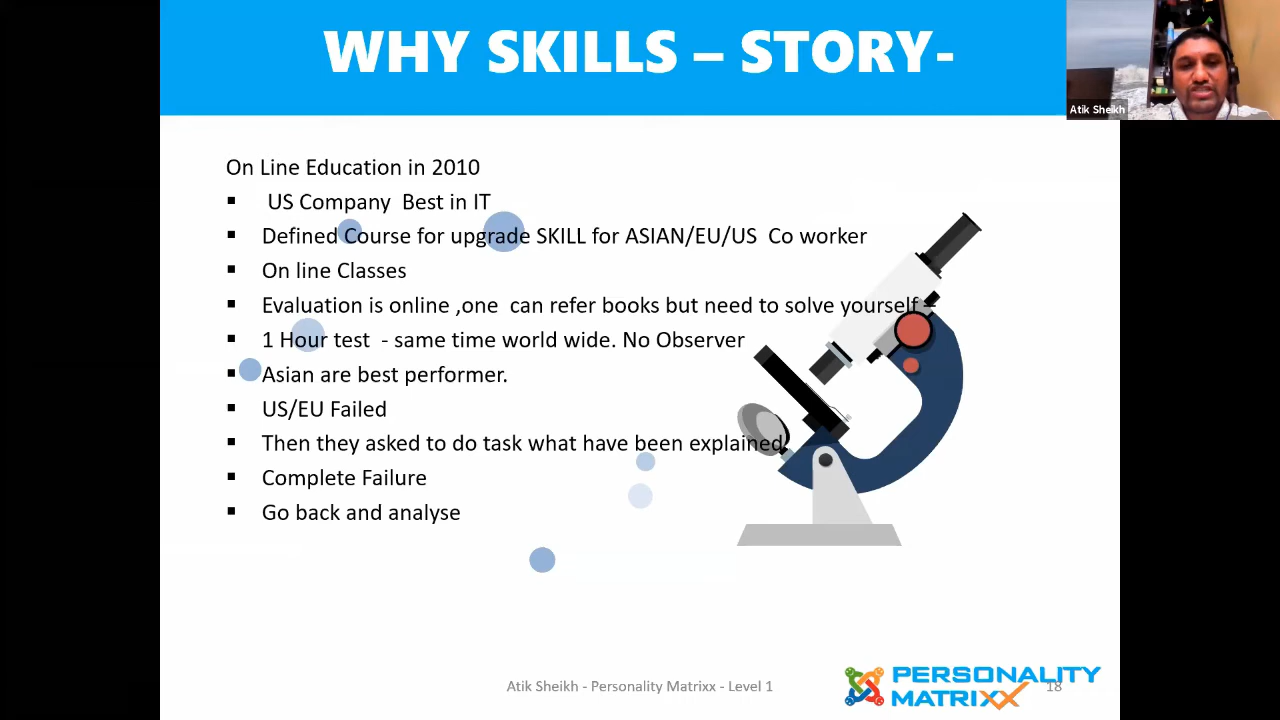 WHY SKILLS – STORY-
Atik Sheikh
On Line Education in 2010
▪ US Company Best in IT
▪ Defined Course for upgrade SKILL for ASIAN/EU/US Co worker
▪ On line Classes
▪ Evaluation is online ,one can refer books but need to solve yourself –
▪ 1 Hour test - same time world wide. No Observer
▪ Asian are best performer.
▪ US/EU Failed
▪ Then they asked to do task what have been explained.
▪ Complete Failure
▪ Go back and analyse
Atik Sheikh - Personality Matrixx - Level 1
PERSONALITY
MATRIXX
18